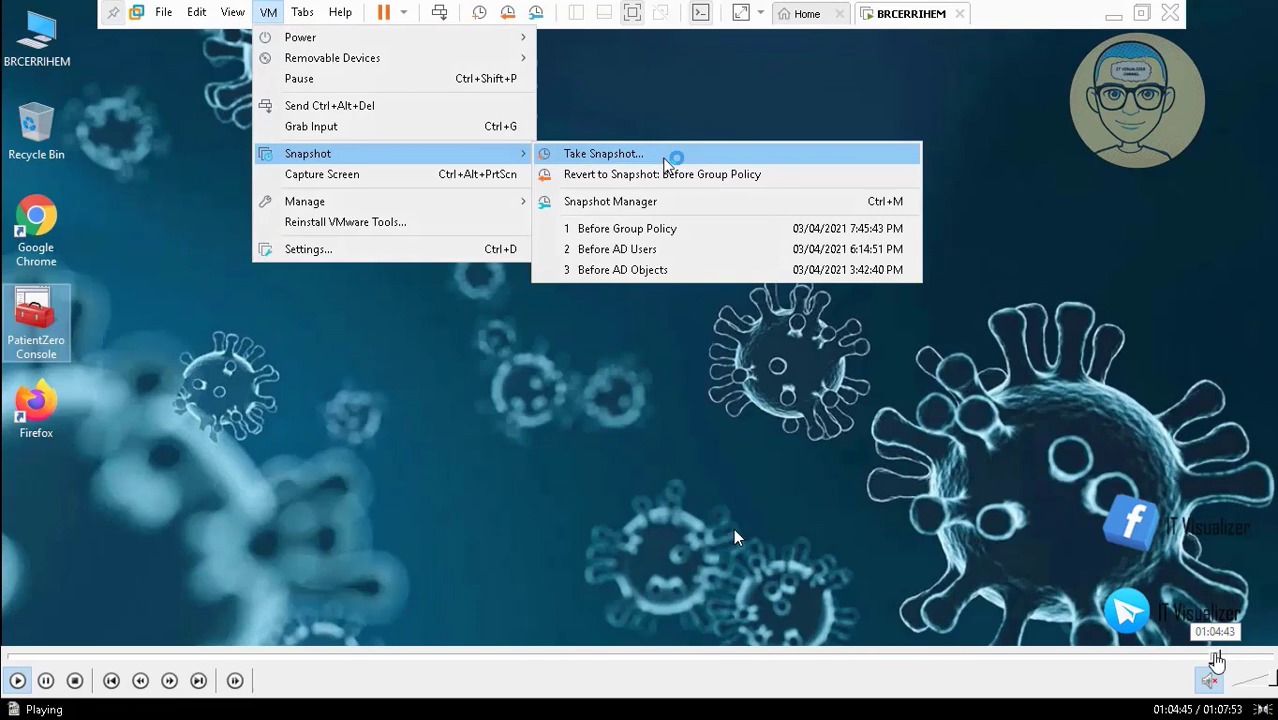 File Edit View VM Tabs Help
Home
BRCERRIHEM
BRCERRIHEM
Power
Removable Devices
Pause Ctrl+Shift+P
Send Ctrl+Alt+Del
Grab Input Ctrl+G
Snapshot
Capture Screen Ctrl+Alt+PrtScn
Manage
Reinstall VMware Tools...
Settings... Ctrl+D
Take Snapshot...
Revert to Snapshot: Before Group Policy
Snapshot Manager Ctrl+M
1 Before Group Policy 03/04/2021 7:45:43 PM
2 Before AD Users 03/04/2021 6:14:51 PM
3 Before AD Objects 03/04/2021 3:42:40 PM
IT VISUALIZER
CHANNEL
Recycle Bin
Google
Chrome
PatientZero
Console
Firefox
IT Visualizer
IT Visualizer
01:04:43
Playing
01:04:45 / 01:07:53